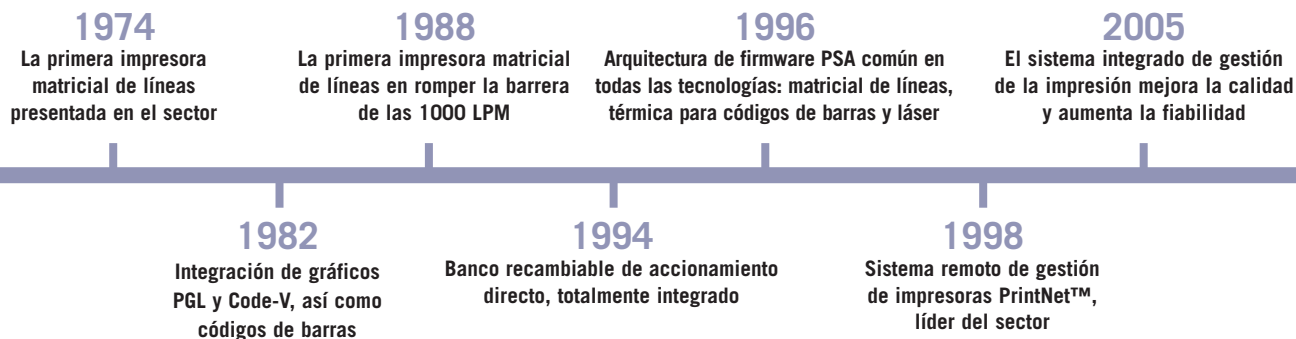 1974
La primera impresora
matricial de líneas
presentada en el sector
1988
La primera impresora matricial
de líneas en romper la barrera
de las 1000 LPM
1996
Arquitectura de firmware PSA común en
todas las tecnologías: matricial de líneas,
térmica para códigos de barras y láser
2005
El sistema integrado de gestión
de la impresión mejora la calidad
y aumenta la fiabilidad
1982
Integración de gráficos
PGL y Code-V, así como
códigos de barras
1994
Banco recambiable de accionamiento
directo, totalmente integrado
1998
Sistema remoto de gestión
de impresoras PrintNet™,
líder del sector